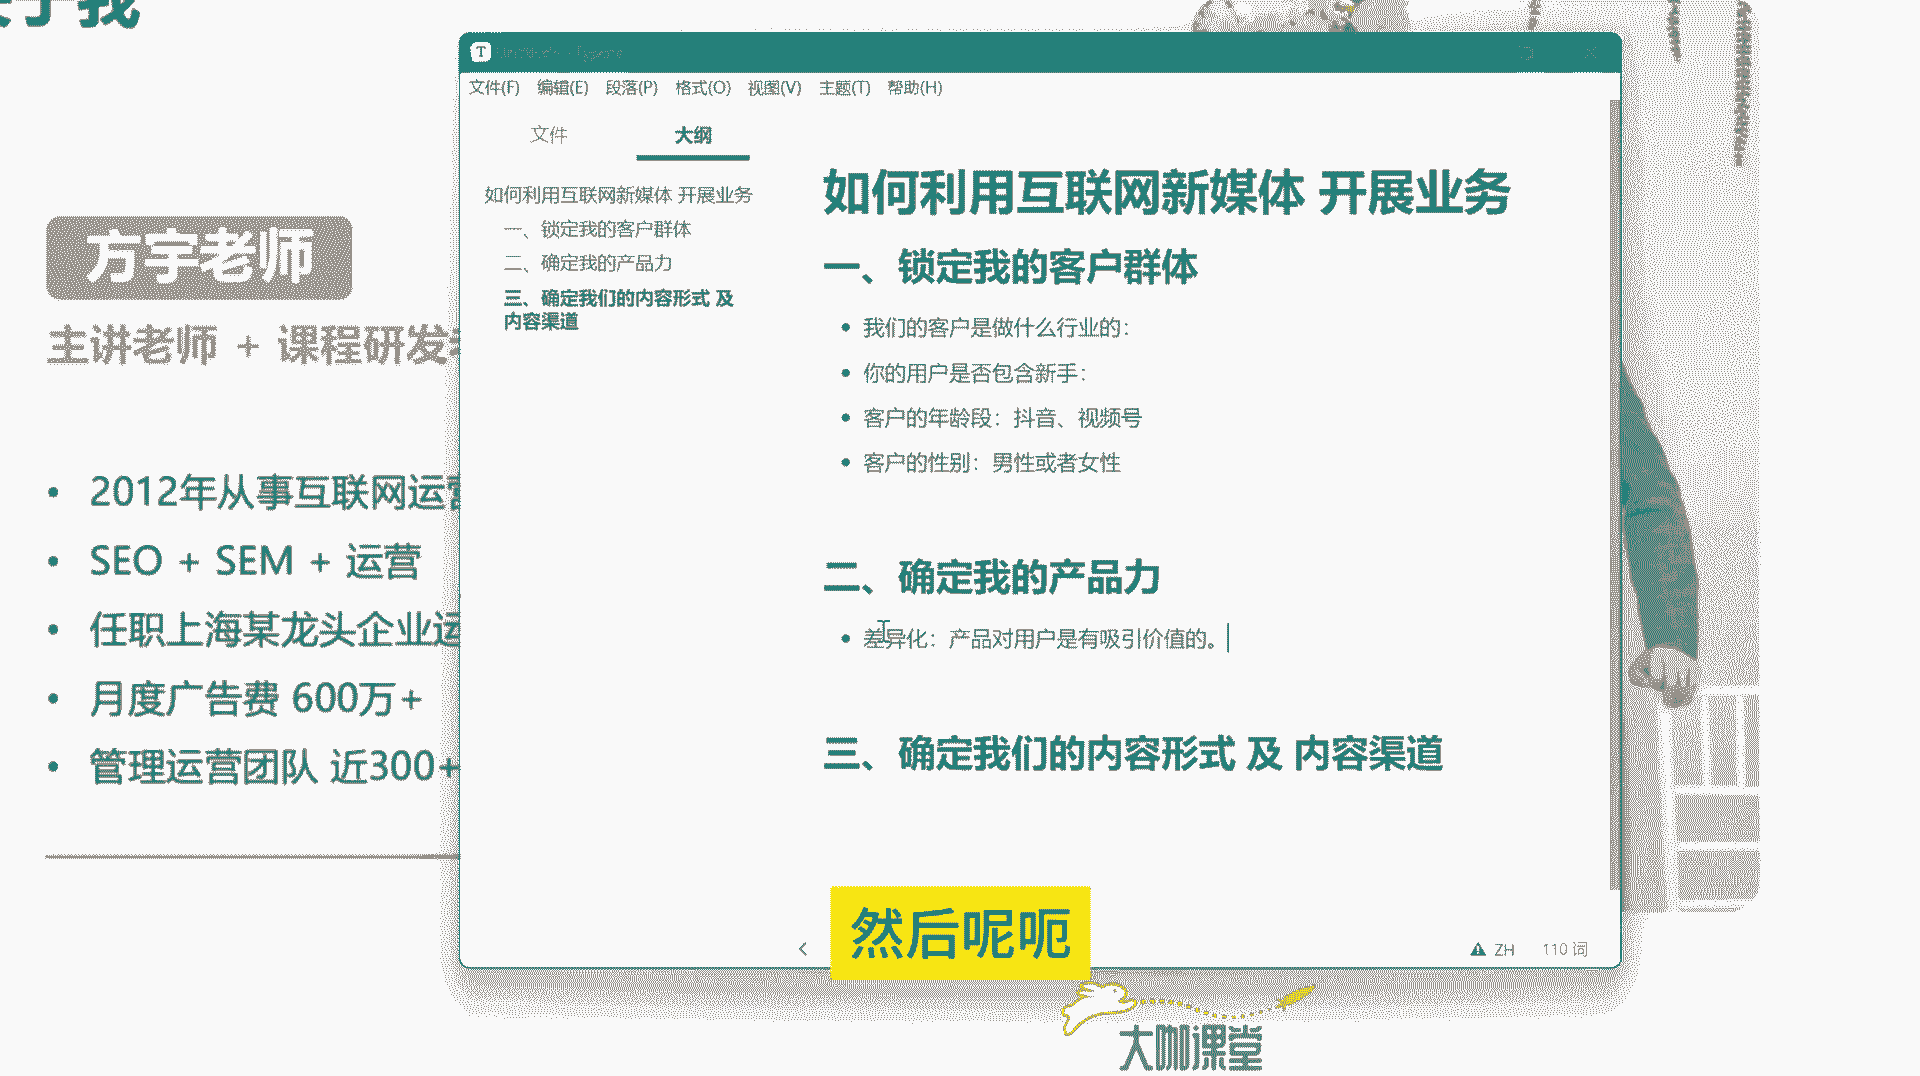 于我
方宇老师
主讲老师 + 课程研发
2012年从事互联网运营
SEO + SEM + 运营
任职上海某龙头企业运
月度广告费 600万+
管理运营团队 近300+
文件(F) 编辑(E) 段落(P) 格式(O) 视图(V) 主题(T) 帮助(H)
文件 大纲
如何利用互联网新媒体 开展业务
一、锁定我的客户群体
二、确定我的产品力
三、确定我们的内容形式 及
内容渠道
如何利用互联网新媒体 开展业务
一、锁定我的客户群体
我们的客户是做什么行业的：
你的用户是否包含新手：
客户的年龄段：抖音、视频号
客户的性别：男性或者女性
二、确定我的产品力
差异化：产品对用户是有吸引价值的。
三、确定我们的内容形式 及 内容渠道
然后呢呃
ZH 110 词
大咖课堂